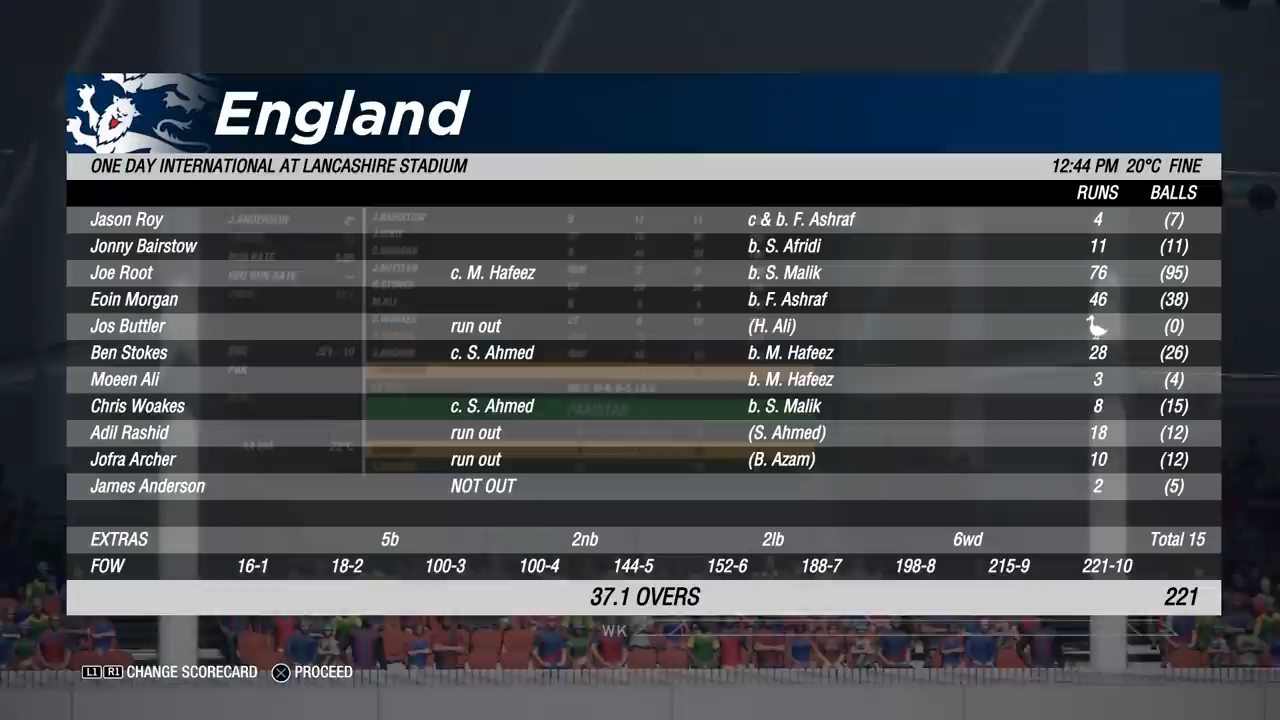 England
ONE DAY INTERNATIONAL AT LANCASHIRE STADIUM 12:44 PM 20°C FINE
RUNS BALLS
Jason Roy c & b. F. Ashraf 4 (7)
Jonny Bairstow b. S. Afridi 11 (11)
Joe Root c. M. Hafeez b. S. Malik 76 (95)
Eoin Morgan b. F. Ashraf 46 (38)
Jos Buttler run out (H. Ali) (0)
Ben Stokes c. S. Ahmed b. M. Hafeez 28 (26)
Moeen Ali b. M. Hafeez 3 (4)
Chris Woakes c. S. Ahmed b. S. Malik 8 (15)
Adil Rashid run out (S. Ahmed) 18 (12)
Jofra Archer run out (B. Azam) 10 (12)
James Anderson NOT OUT 2 (5)
EXTRAS 5b 2nb 2lb 6wd Total 15
FOW 16-1 18-2 100-3 100-4 144-5 152-6 188-7 198-8 215-9 221-10
37.1 OVERS 221
WK
L1 R1 CHANGE SCORECARD PROCEED